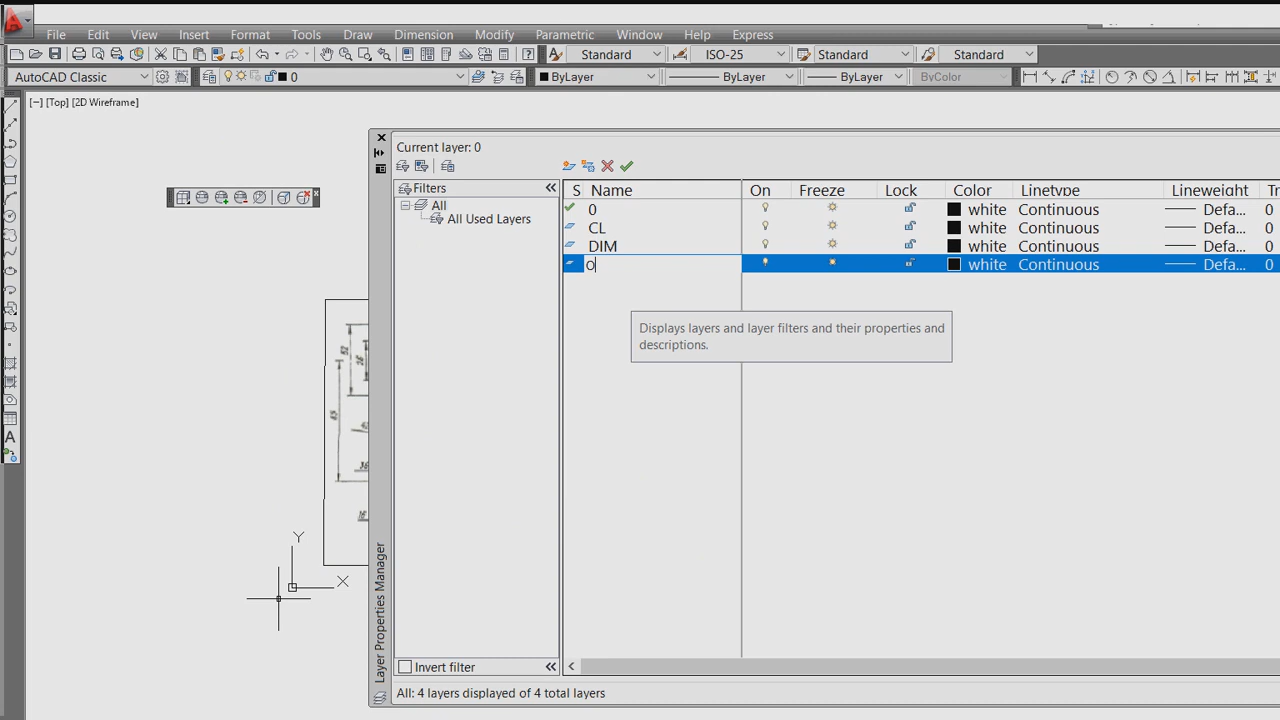 File Edit View Insert Format Tools Draw Dimension Modify Parametric Window Help Express
Standard ISO-25 Standard Standard
AutoCAD Classic 0 ByLayer ByLayer ByLayer ByColor
[−] [Top] [2D Wireframe]
Current layer: 0
Filters
All
All Used Layers
S Name On Freeze Lock Color Linetype Lineweight Tr
0 white Continuous Defa... 0
CL white Continuous Defa... 0
DIM white Continuous Defa... 0
O white Continuous Defa... 0
Displays layers and layer filters and their properties and
descriptions.
Y
X
Layer Properties Manager
Invert filter
All: 4 layers displayed of 4 total layers